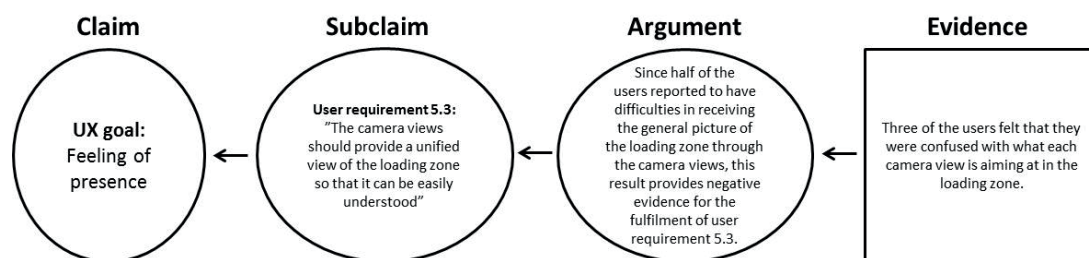 Claim
Subclaim
Argument
Evidence
UX goal:
Feeling of
presence
User requirement 5.3:
”The camera views
should provide a unified
view of the loading zone
so that it can be easily
understood”
Since half of the
users reported to have
difficulties in receiving
the general picture of
the loading zone through
the camera views, this
result provides negative
evidence for the
fulfilment of user
requirement 5.3.
Three of the users felt that they
were confused with what each
camera view is aiming at in the
loading zone.